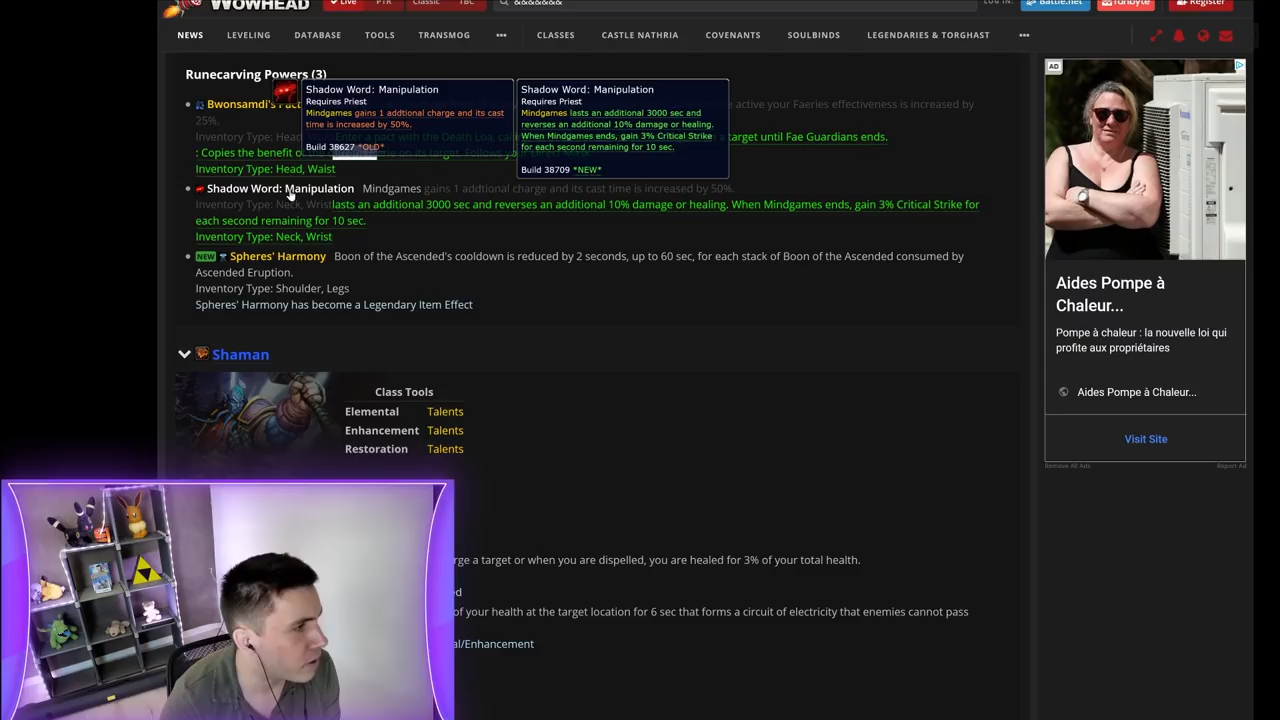 WOWHEAD
Live
PTR
Classic
TBC
LOG IN:
Battle.net
Register
NEWS
LEVELING
DATABASE
TOOLS
TRANSMOG
•••
CLASSES
CASTLE NATHRIA
COVENANTS
SOULBINDS
LEGENDARIES & TORGHAST
•••
Runecarving Powers (3)
Shadow Word: Manipulation
Requires Priest
Mindgames gains 1 addtional charge and its cast
time is increased by 50%.
Build 38627 *OLD*
Shadow Word: Manipulation
Requires Priest
Mindgames lasts an additional 3000 sec and
reverses an additional 10% damage or healing.
When Mindgames ends, gain 3% Critical Strike
for each second remaining for 10 sec.
Build 38709 *NEW*
Bwonsamdi's Pact
active your Faeries effectiveness is increased by
25%.
Inventory Type: Head
Enter a pact with the Death Loa,
target until Fae Guardians ends.
: Copies the benefit of
Inventory Type: Head, Waist
Shadow Word: Manipulation Mindgames gains 1 addtional charge and its cast time is increased by 50%.
Inventory Type: Neck, Wristlasts an additional 3000 sec and reverses an additional 10% damage or healing. When Mindgames ends, gain 3% Critical Strike for
each second remaining for 10 sec.
Inventory Type: Neck, Wrist
NEW Spheres' Harmony Boon of the Ascended's cooldown is reduced by 2 seconds, up to 60 sec, for each stack of Boon of the Ascended consumed by
Ascended Eruption.
Inventory Type: Shoulder, Legs
Spheres' Harmony has become a Legendary Item Effect
Shaman
Class Tools
Elemental Talents
Enhancement Talents
Restoration Talents
rge a target or when you are dispelled, you are healed for 3% of your total health.
ed
of your health at the target location for 6 sec that forms a circuit of electricity that enemies cannot pass
al/Enhancement
AD
Aides Pompe à
Chaleur...
Pompe à chaleur : la nouvelle loi qui
profite aux propriétaires
Aides Pompe à Chaleur...
Visit Site
Remove All Ads
Report Ad